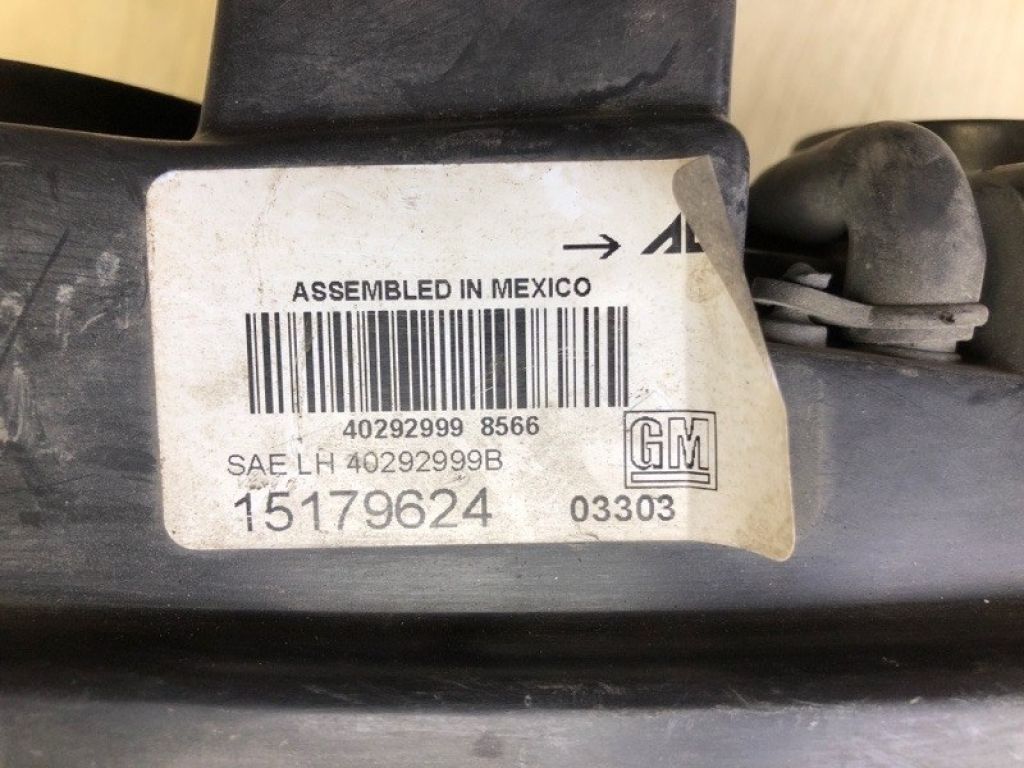 ASSEMBLED IN MEXICO
40292999 8566
SAE LH 40292999B
GM
15179624 03303